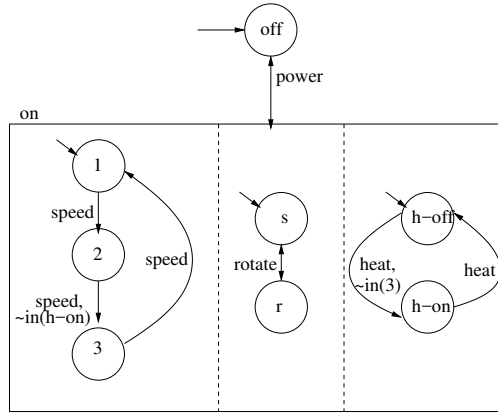 off
power
on
1
speed
2
speed
speed,
~in(h−on)
3
s
rotate
r
h−off
heat,
~in(3)
heat
h−on